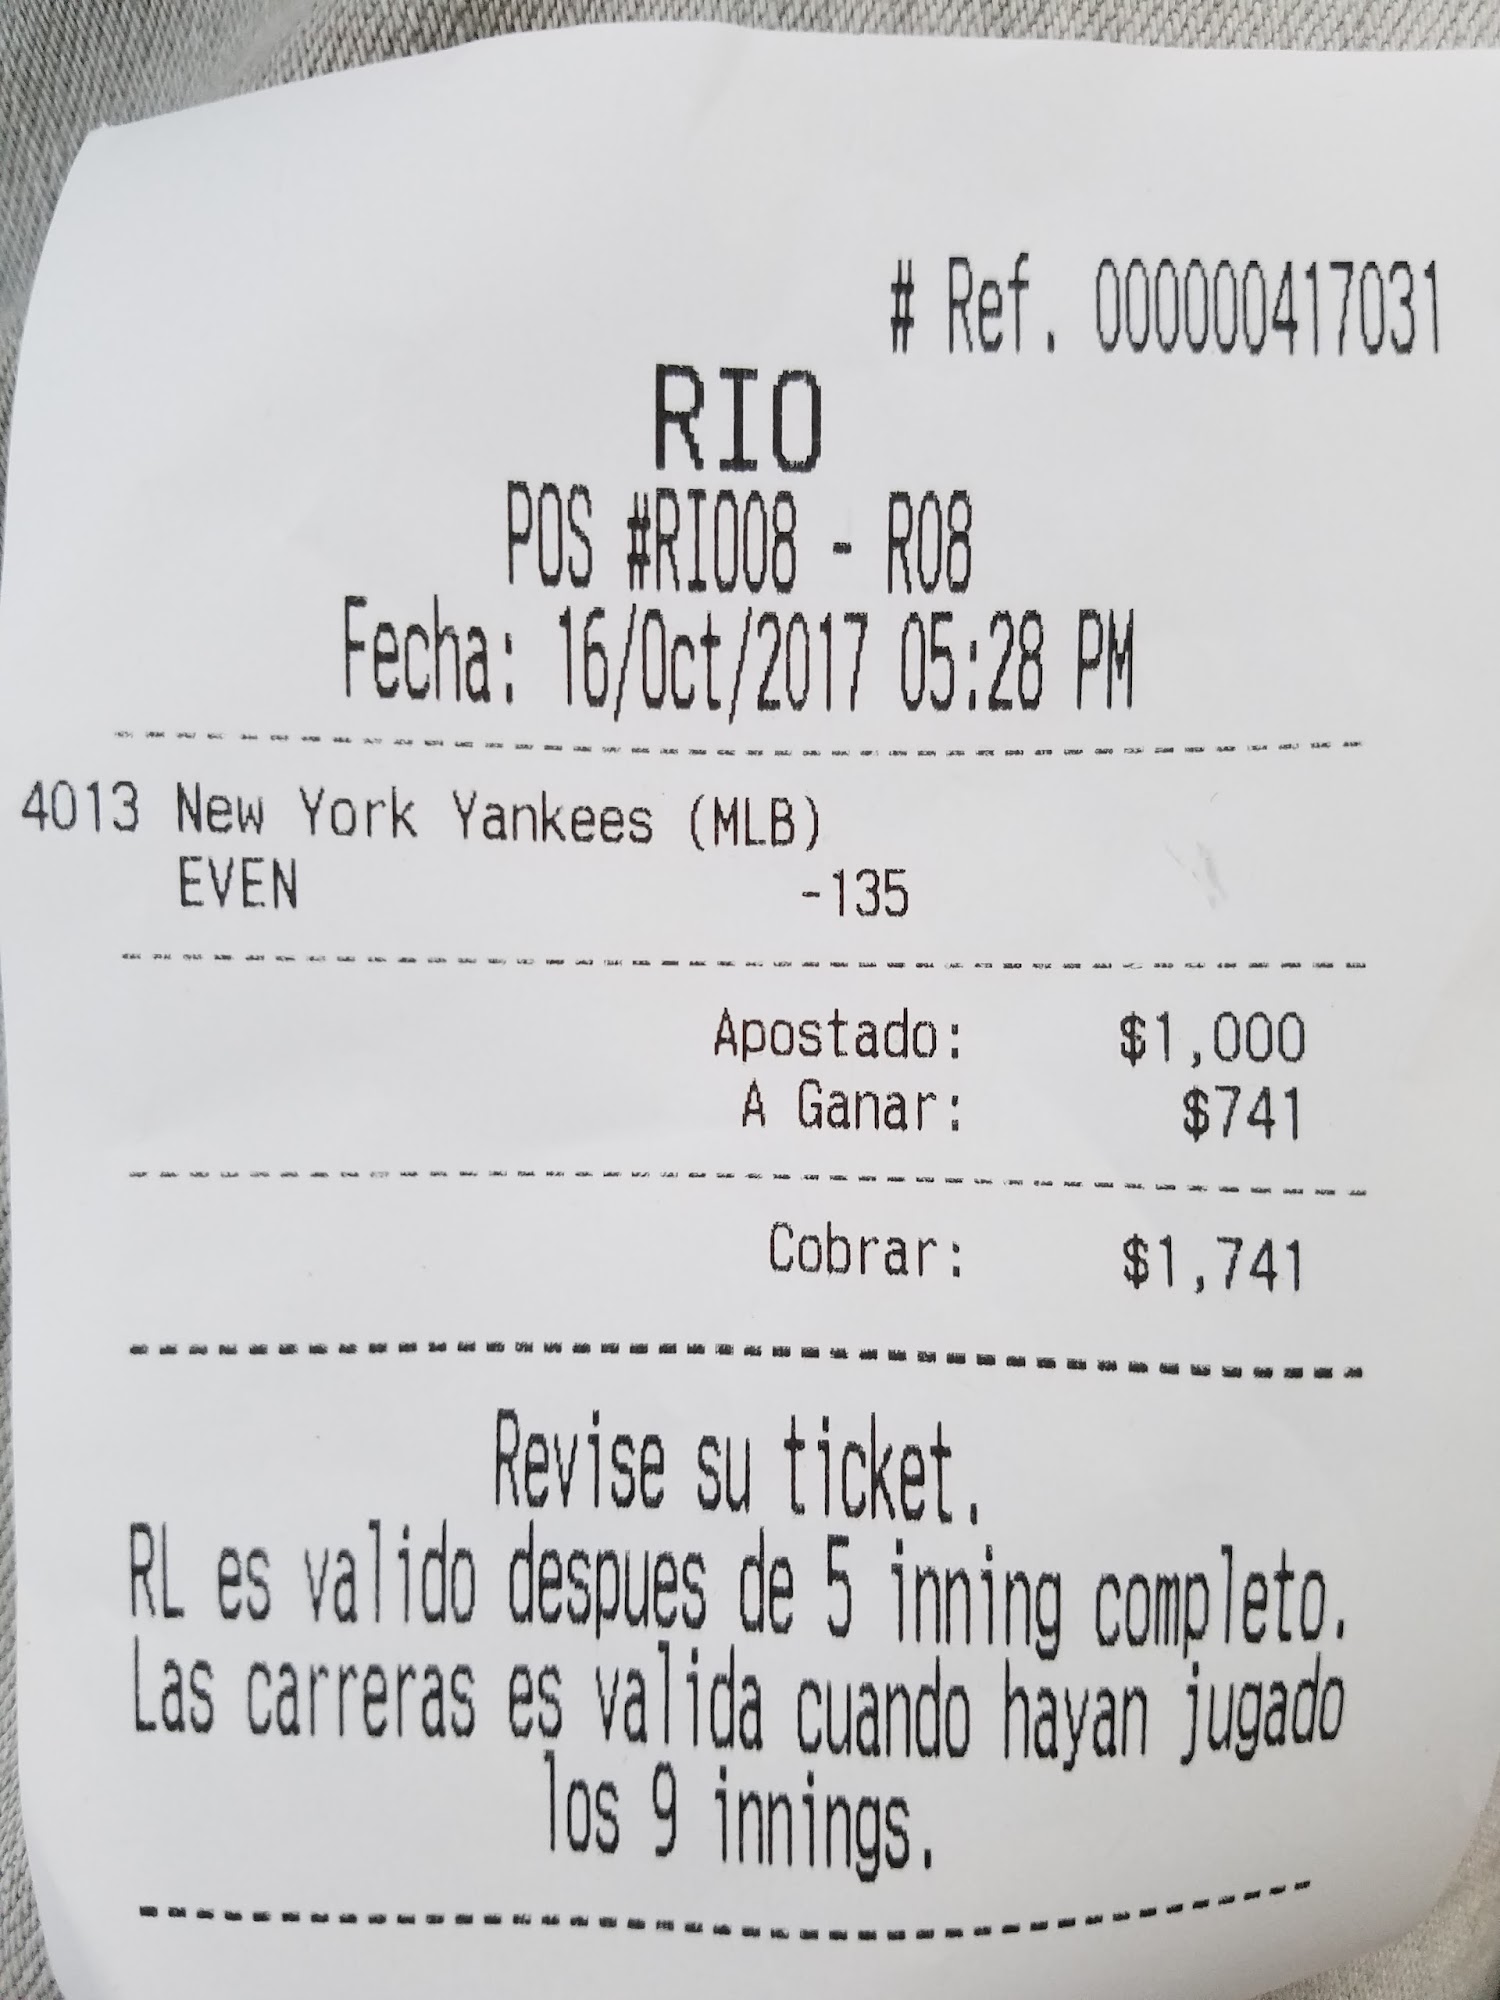 # Ref. 000000417031
RIO
POS #RIO08 - R08
Fecha: 16/Oct/2017 05:28 PM
4013 New York Yankees (MLB)
EVEN -135
Apostado: $1,000
A Ganar: $741
Cobrar: $1,741
Revise su ticket.
RL es valido despues de 5 inning completo.
Las carreras es valida cuando hayan jugado
los 9 innings.